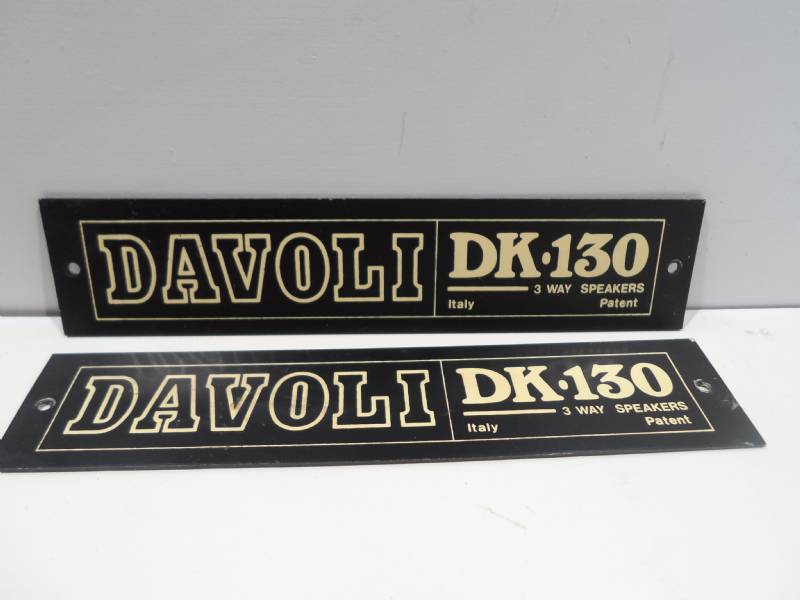 DAVOLI
DK·130
3 WAY SPEAKERS
Italy Patent
DAVOLI
DK·130
3 WAY SPEAKERS
Italy Patent